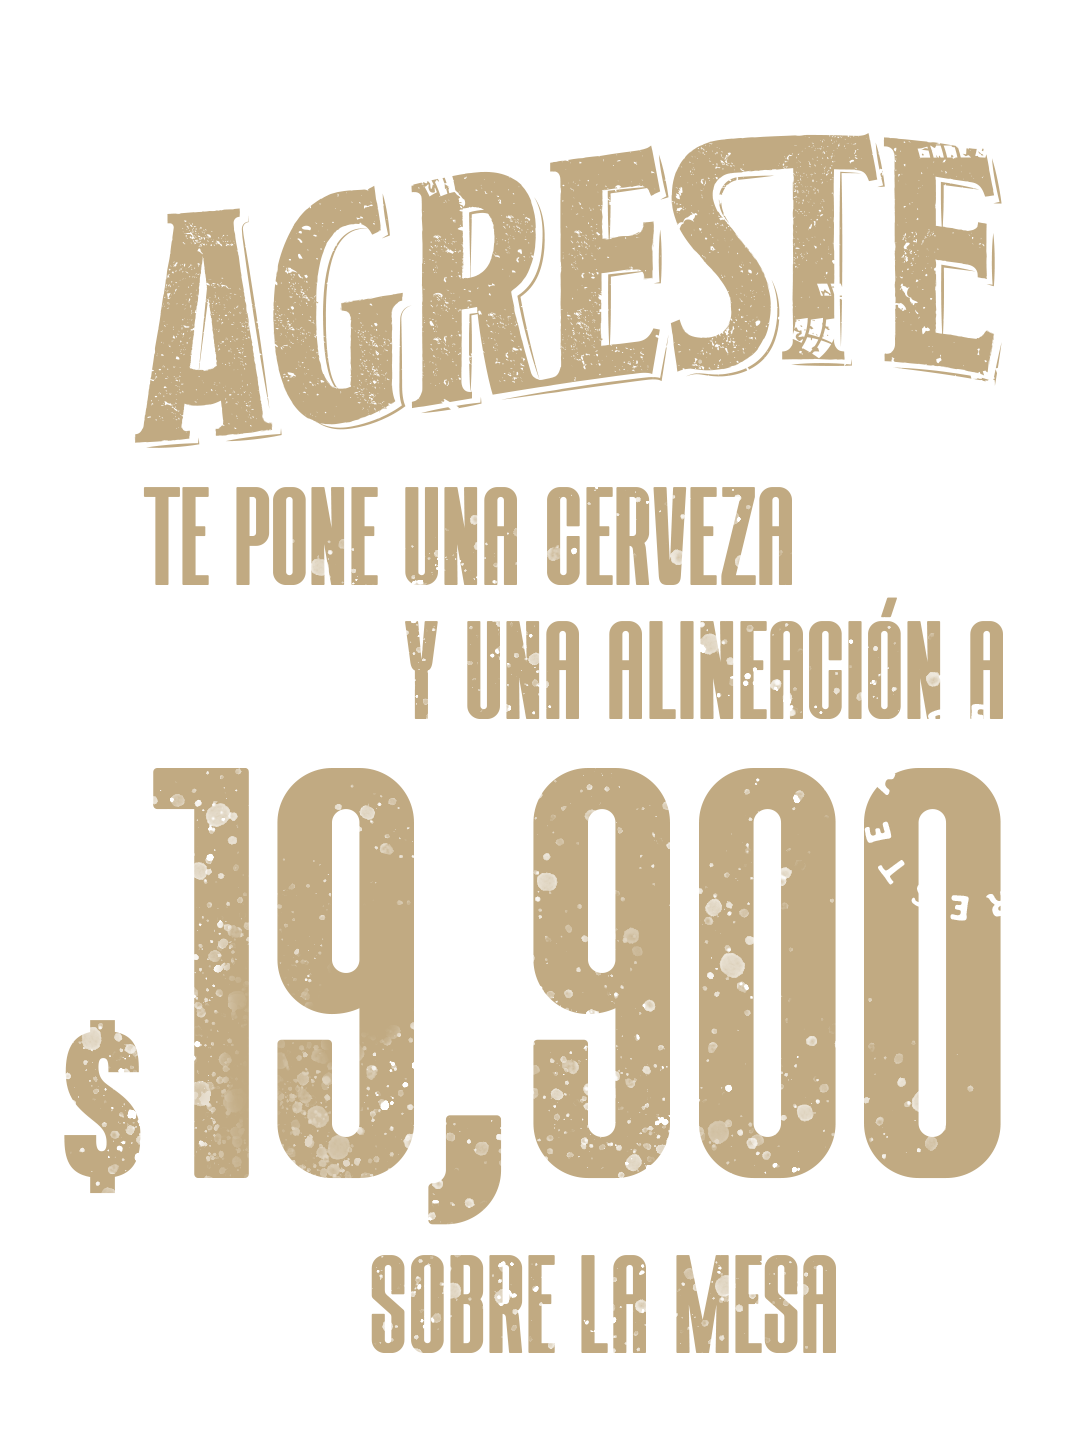 AGRESTE
TE PONE UNA CERVEZA
Y UNA ALINEACIÓN A
$19,900
SOBRE LA MESA